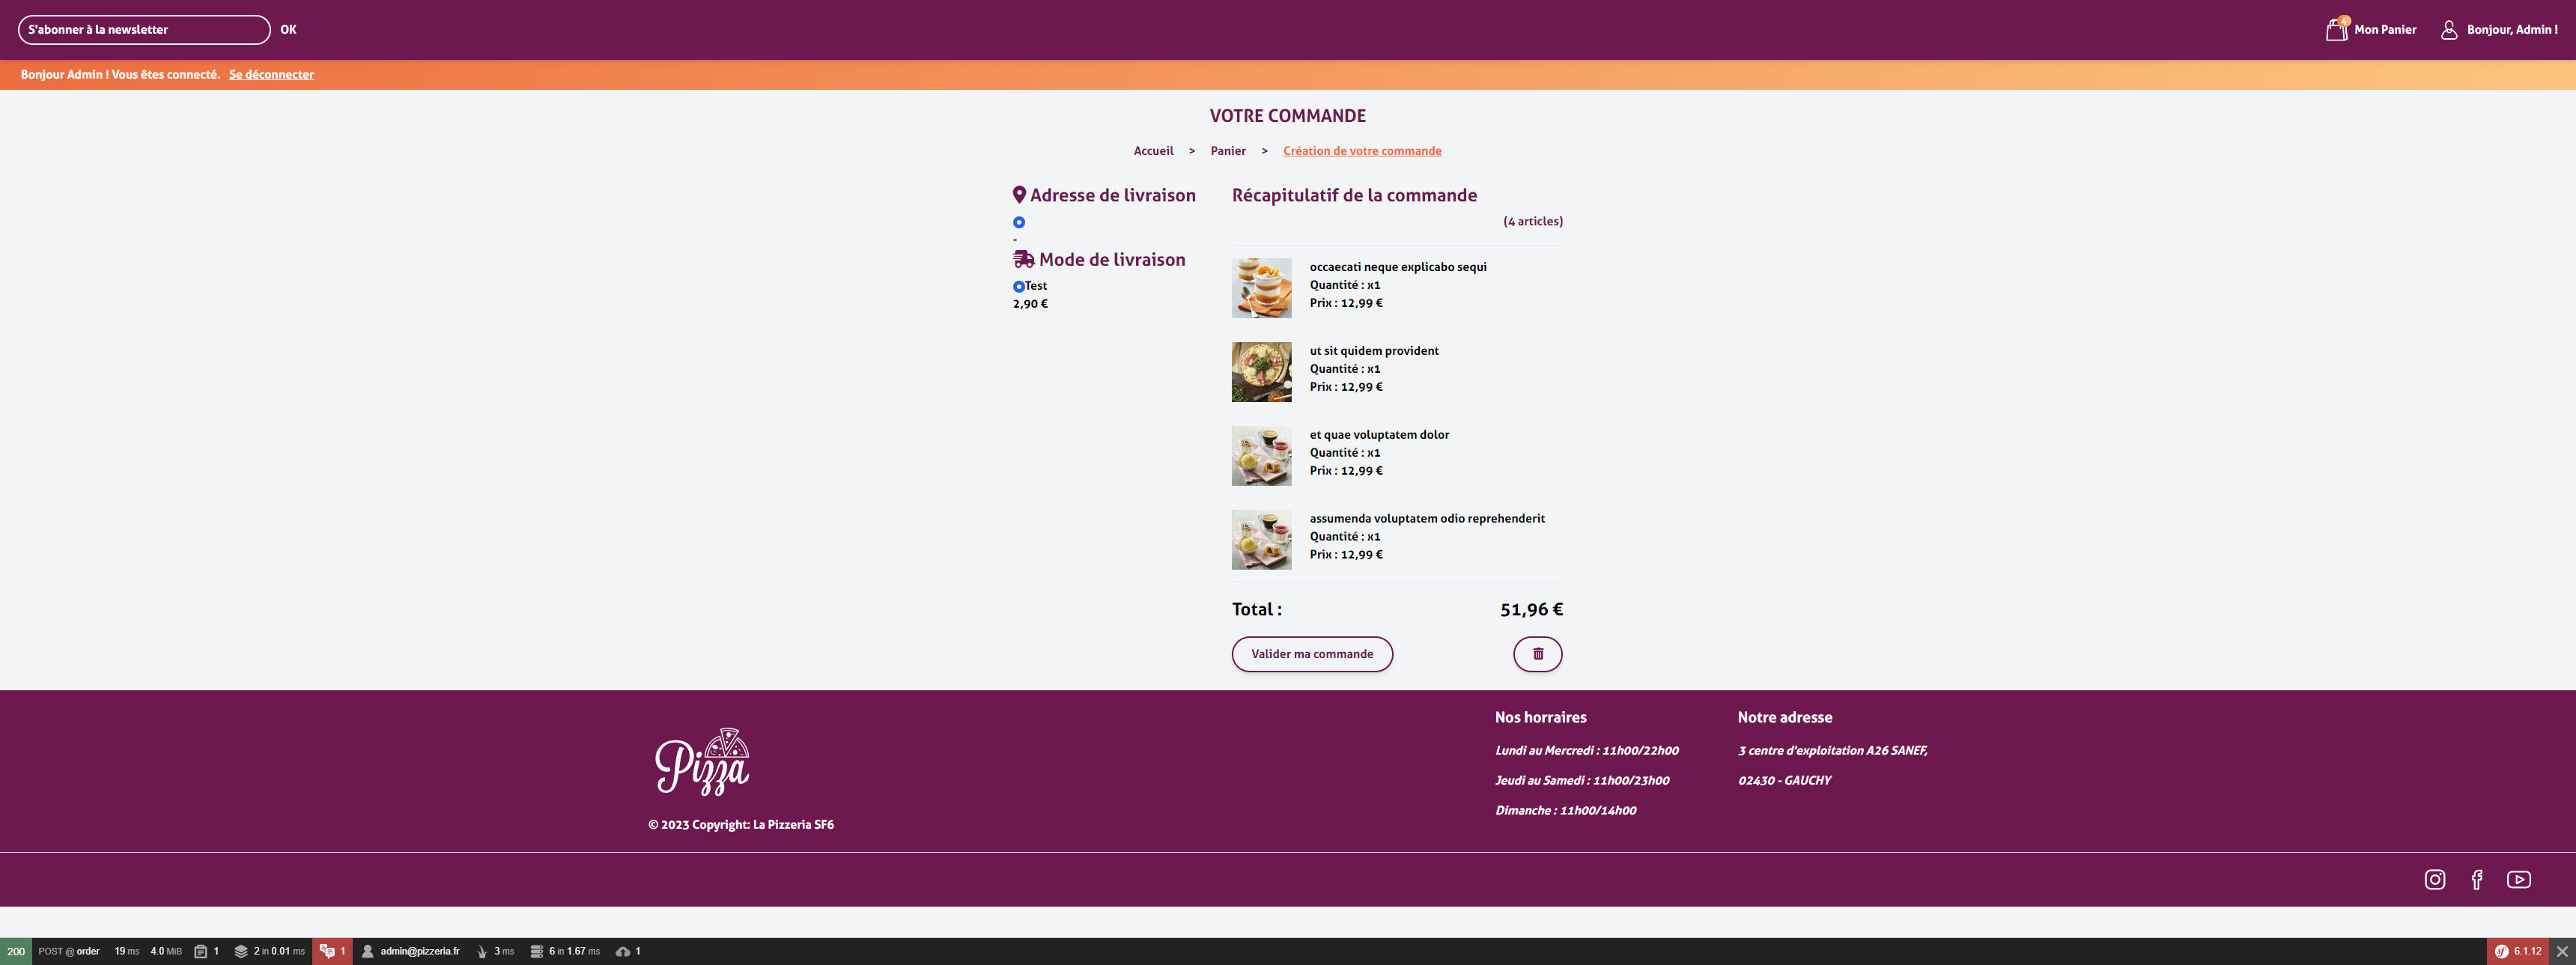 S'abonner à la newsletter OK 4 Mon Panier Bonjour, Admin !
Bonjour Admin ! Vous êtes connecté. Se déconnecter
VOTRE COMMANDE
Accueil > Panier > Création de votre commande
Adresse de livraison
-
Mode de livraison
Test
2,90 €
Récapitulatif de la commande
(4 articles)
occaecati neque explicabo sequi
Quantité : x1
Prix : 12,99 €
ut sit quidem provident
Quantité : x1
Prix : 12,99 €
et quae voluptatem dolor
Quantité : x1
Prix : 12,99 €
assumenda voluptatem odio reprehenderit
Quantité : x1
Prix : 12,99 €
Total : 51,96 €
Valider ma commande
Pizza
© 2023 Copyright: La Pizzeria SF6
Nos horraires
Lundi au Mercredi : 11h00/22h00
Jeudi au Samedi : 11h00/23h00
Dimanche : 11h00/14h00
Notre adresse
3 centre d'exploitation A26 SANEF,
02430 - GAUCHY
200 POST @ order 19 ms 4.0 MiB 1 2 in 0.01 ms 1 admin@pizzeria.fr 3 ms 6 in 1.67 ms 1 sf 6.1.12